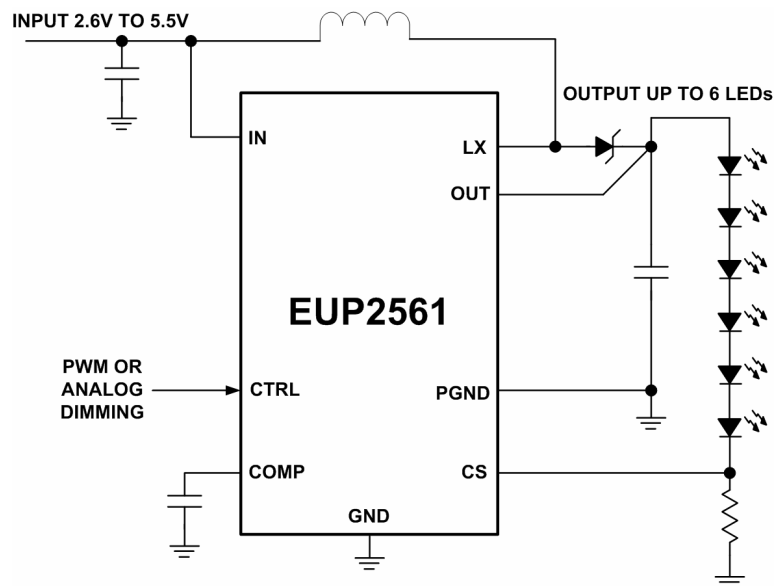 INPUT 2.6V TO 5.5V
OUTPUT UP TO 6 LEDs
IN
LX
OUT
EUP2561
PWM OR
ANALOG
DIMMING
CTRL
PGND
COMP
CS
GND